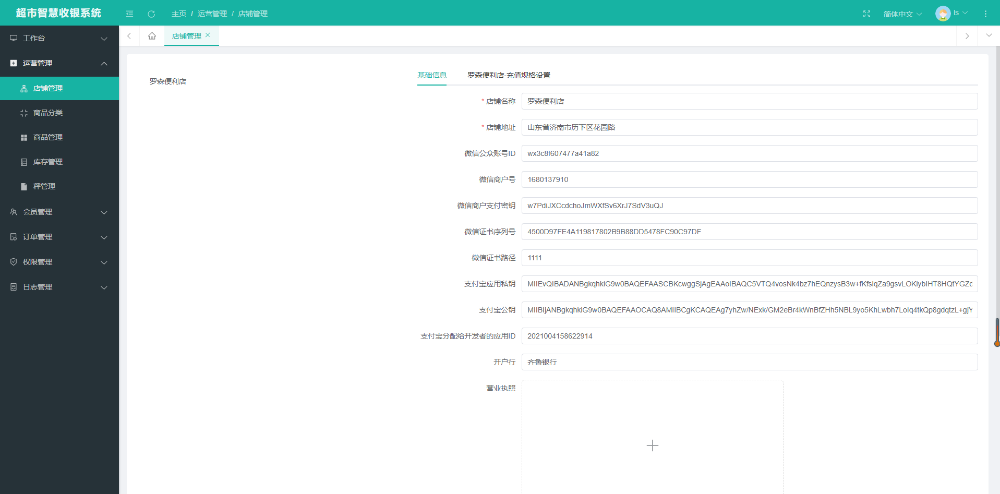 超市智慧收银系统
主页 / 运营管理 / 店铺管理
简体中文
ls
工作台
运营管理
店铺管理
商品分类
商品管理
库存管理
秤管理
会员管理
订单管理
权限管理
日志管理
店铺管理
罗森便利店
基础信息
罗森便利店-充值规格设置
* 店铺名称 罗森便利店
* 店铺地址 山东省济南市历下区花园路
微信公众账号ID wx3c8f607477a41a82
微信商户号 1680137910
微信商户支付密钥 w7PdiJXCcdchoJmWXfSv6XrJ7SdV3uQJ
微信证书序列号 4500D97FE4A119817802B9B88DD5478FC90C97DF
微信证书路径 1111
支付宝应用私钥 MIIEvQIBADANBgkqhkiG9w0BAQEFAASCBKcwggSjAgEAAoIBAQC5VTQ4vosNk4bz7hEQnzysB3w+fKfslqZa9gsvLOKiybIHT8HQtYGZc
支付宝公钥 MIIBIjANBgkqhkiG9w0BAQEFAAOCAQ8AMIIBCgKCAQEAg7yhZw/NExk/GM2eBr4kWnBfZHh5NBL9yo5KhLwbh7LoIq4tkQp8gdqtzL+gjY
支付宝分配给开发者的应用ID 2021004158622914
开户行 齐鲁银行
营业执照